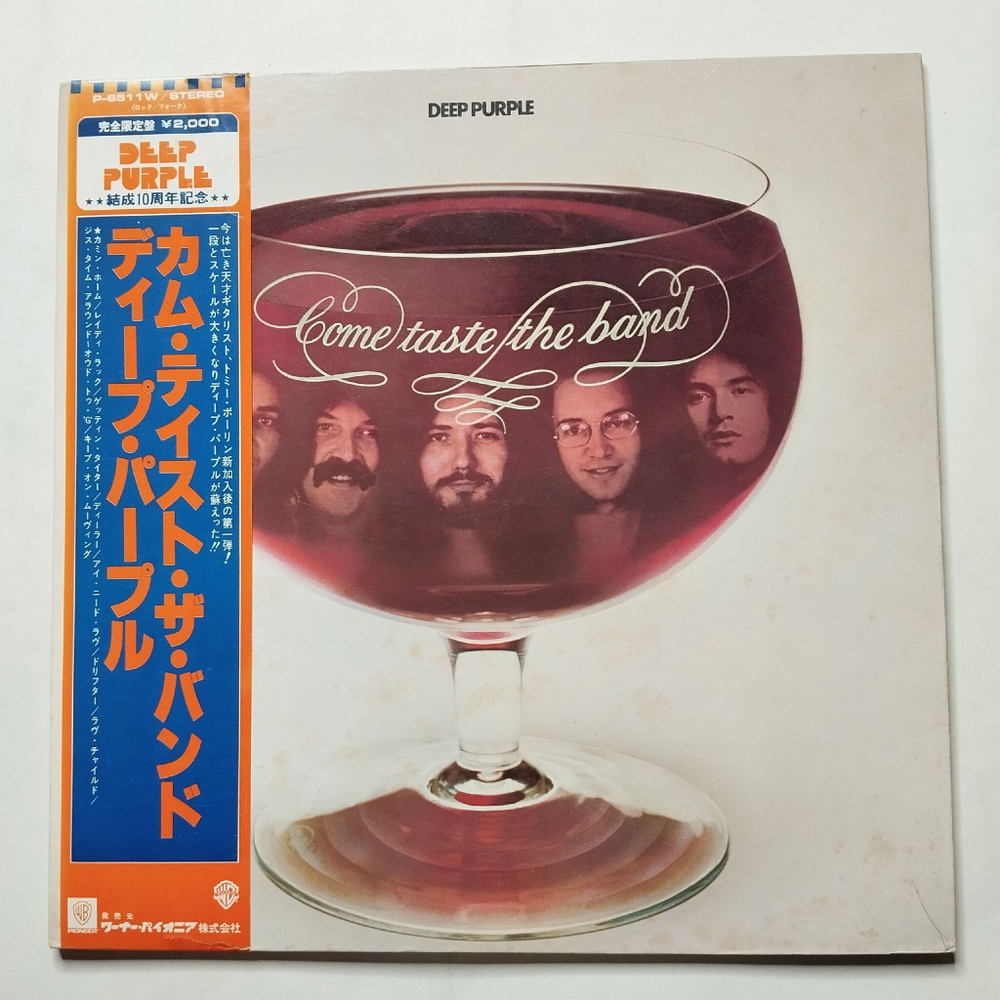 P-6511W/STEREO
(ロック/フォーク)
完全限定盤 ¥2,000
DEEP
PURPLE
★★結成10周年記念★★
今は亡き天才ギタリスト、トミー・ボーリン新加入後の第一弾!
一段とスケールが大きくなりディープ・パープルが蘇えった!!
カム・テイスト・ザ・バンド
ディープ・パープル
★カミン・ホーム/レイディ・ラック/ゲッティン・タイター/ディーラー/アイ・ニード・ラヴ/ドリフター/ラヴ・チャイルド/
ジス・タイム・アラウンド~オウド・トゥ・'G'/キープ・オン・ムーヴィング
WB
PIONEER
発売元
ワーナー・パイオニア株式会社
DEEP PURPLE
Come taste the band